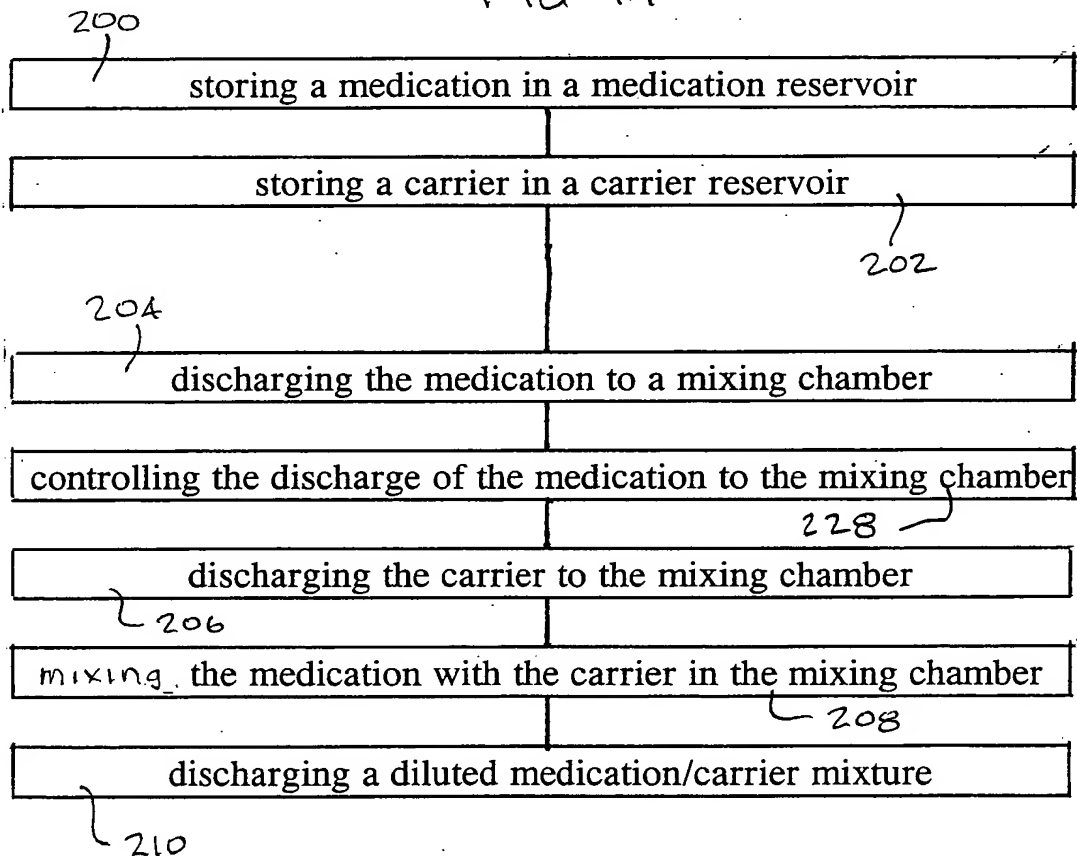 200
storing a medication in a medication reservoir
storing a carrier in a carrier reservoir
202
204
discharging the medication to a mixing chamber
controlling the discharge of the medication to the mixing chamber
228
discharging the carrier to the mixing chamber
206
mixing the medication with the carrier in the mixing chamber
208
discharging a diluted medication/carrier mixture
210